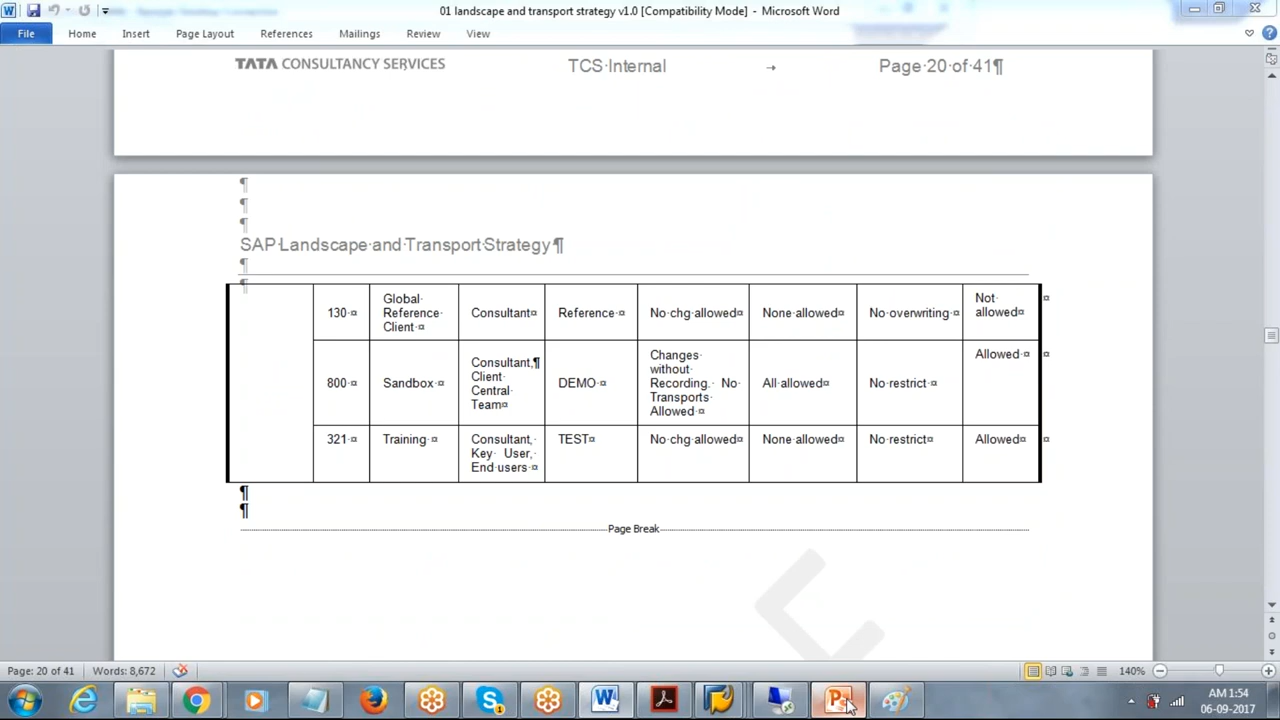 01 landscape and transport strategy v1.0 [Compatibility Mode] - Microsoft Word
File Home Insert Page Layout References Mailings Review View
TATA CONSULTANCY SERVICES TCS·Internal → Page·20·of·41¶
¶
¶
¶
SAP·Landscape·and·Transport·Strategy¶
¶
¶
130·¤ Global·Reference·Client·¤ Consultant¤ Reference·¤ No·chg·allowed¤ None·allowed¤ No·overwriting·¤ Not·allowed¤ ¤
800·¤ Sandbox·¤ Consultant,¶ Client·Central·Team¤ DEMO·¤ Changes·without·Recording.··No·Transports·Allowed·¤ All·allowed¤ No·restrict·¤ Allowed·¤ ¤
321·¤ Training·¤ Consultant,·Key·User,·End·users·¤ TEST¤ No·chg·allowed¤ None·allowed¤ No·restrict¤ Allowed¤ ¤
¶
¶
Page Break
Page: 20 of 41 Words: 8,672 140%
AM 1:54
06-09-2017